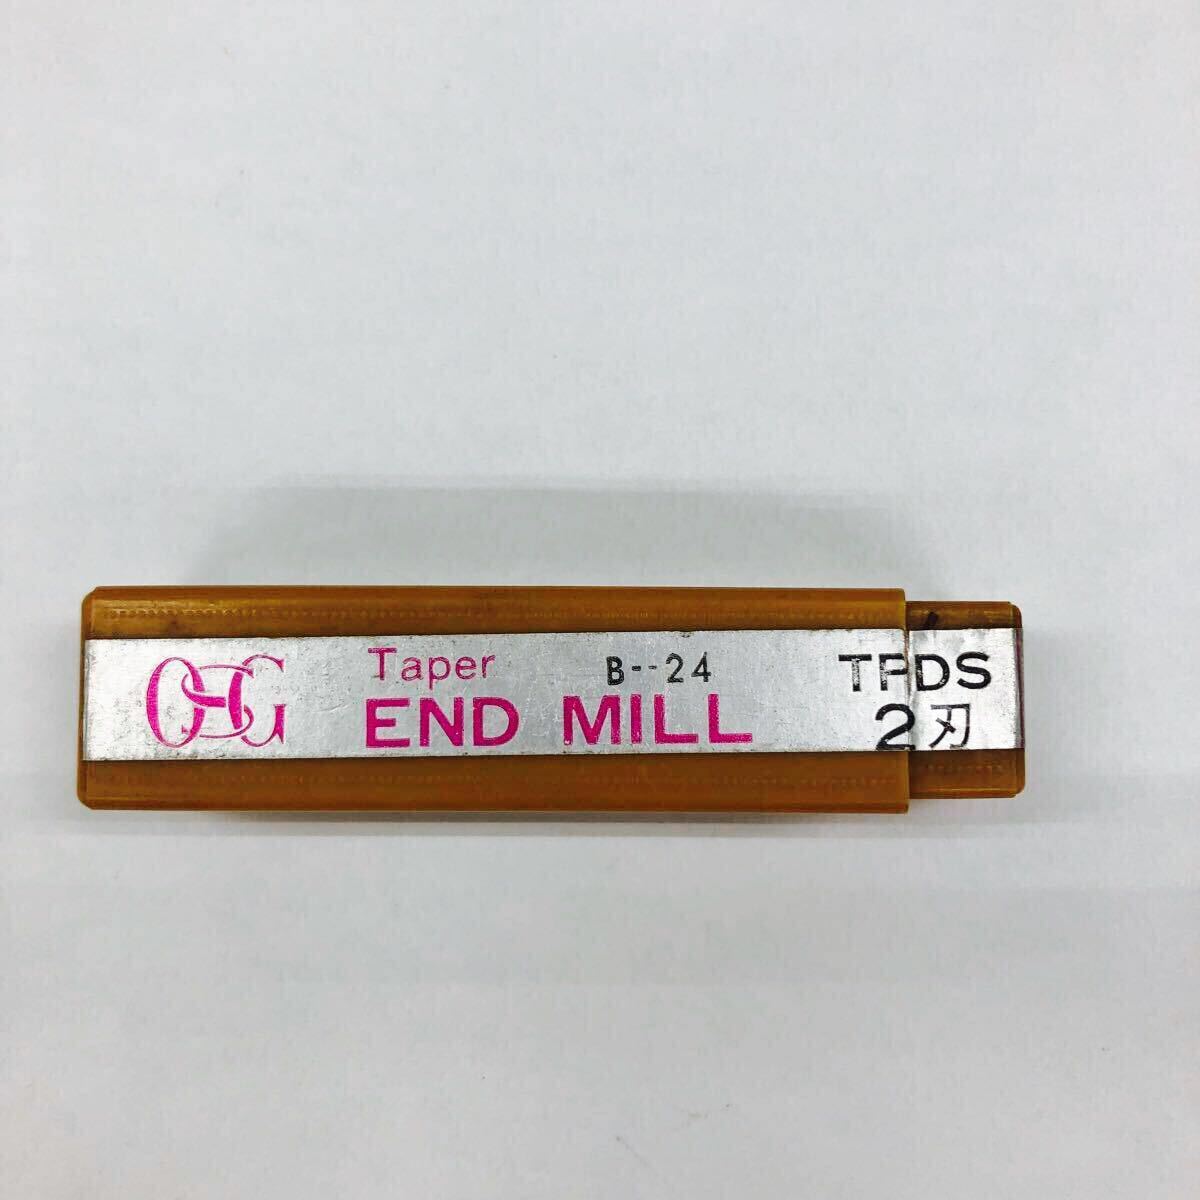 OSG Taper B--24 TPDS
END MILL 2刃